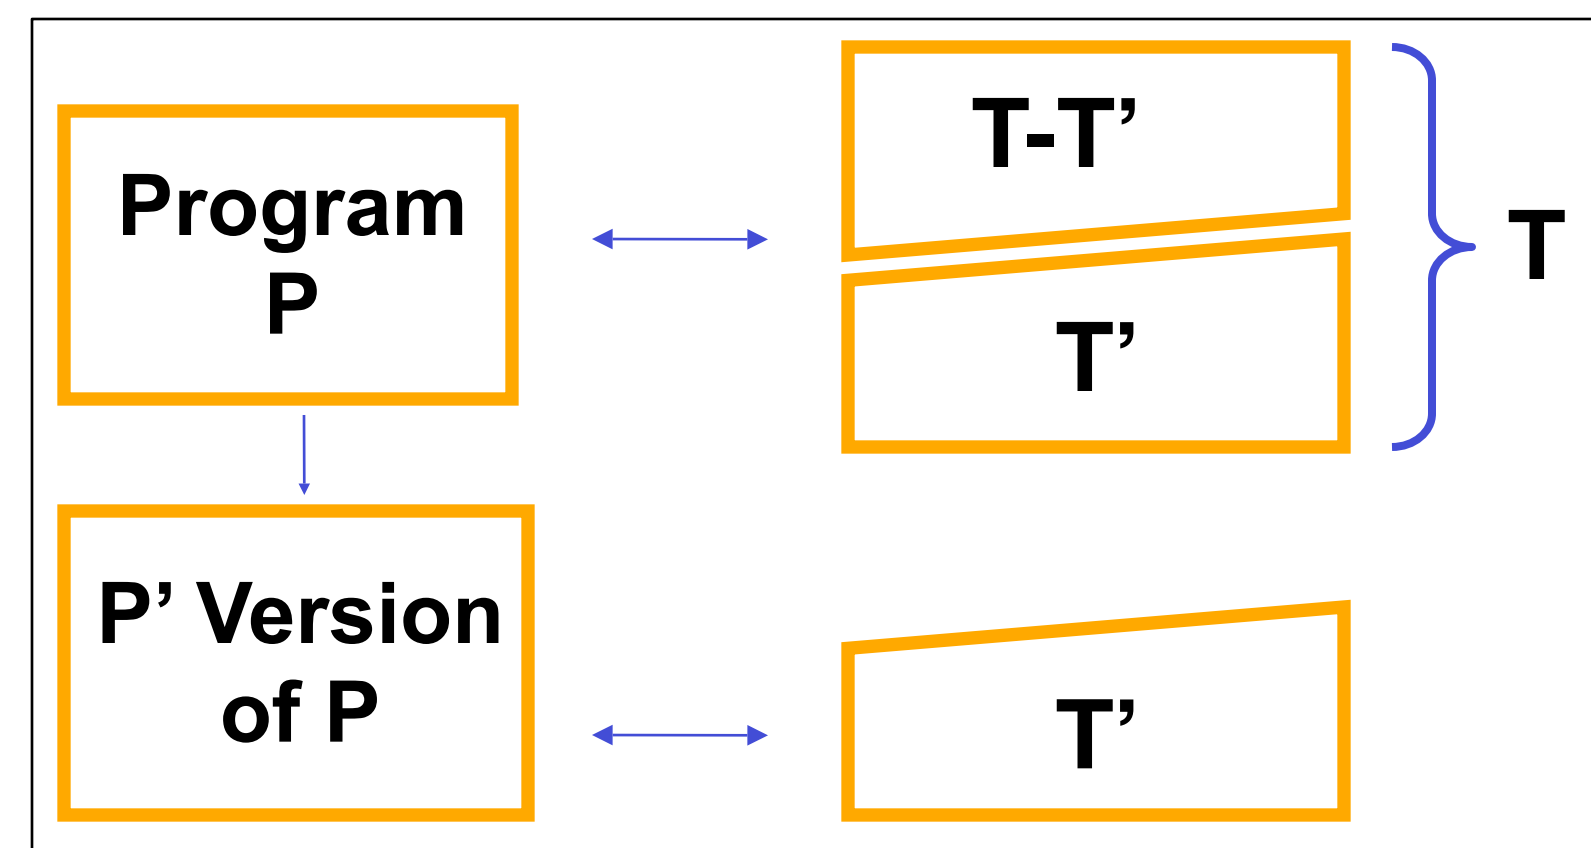 Program
P
T-T’
T’
T
P’ Version
of P
T’